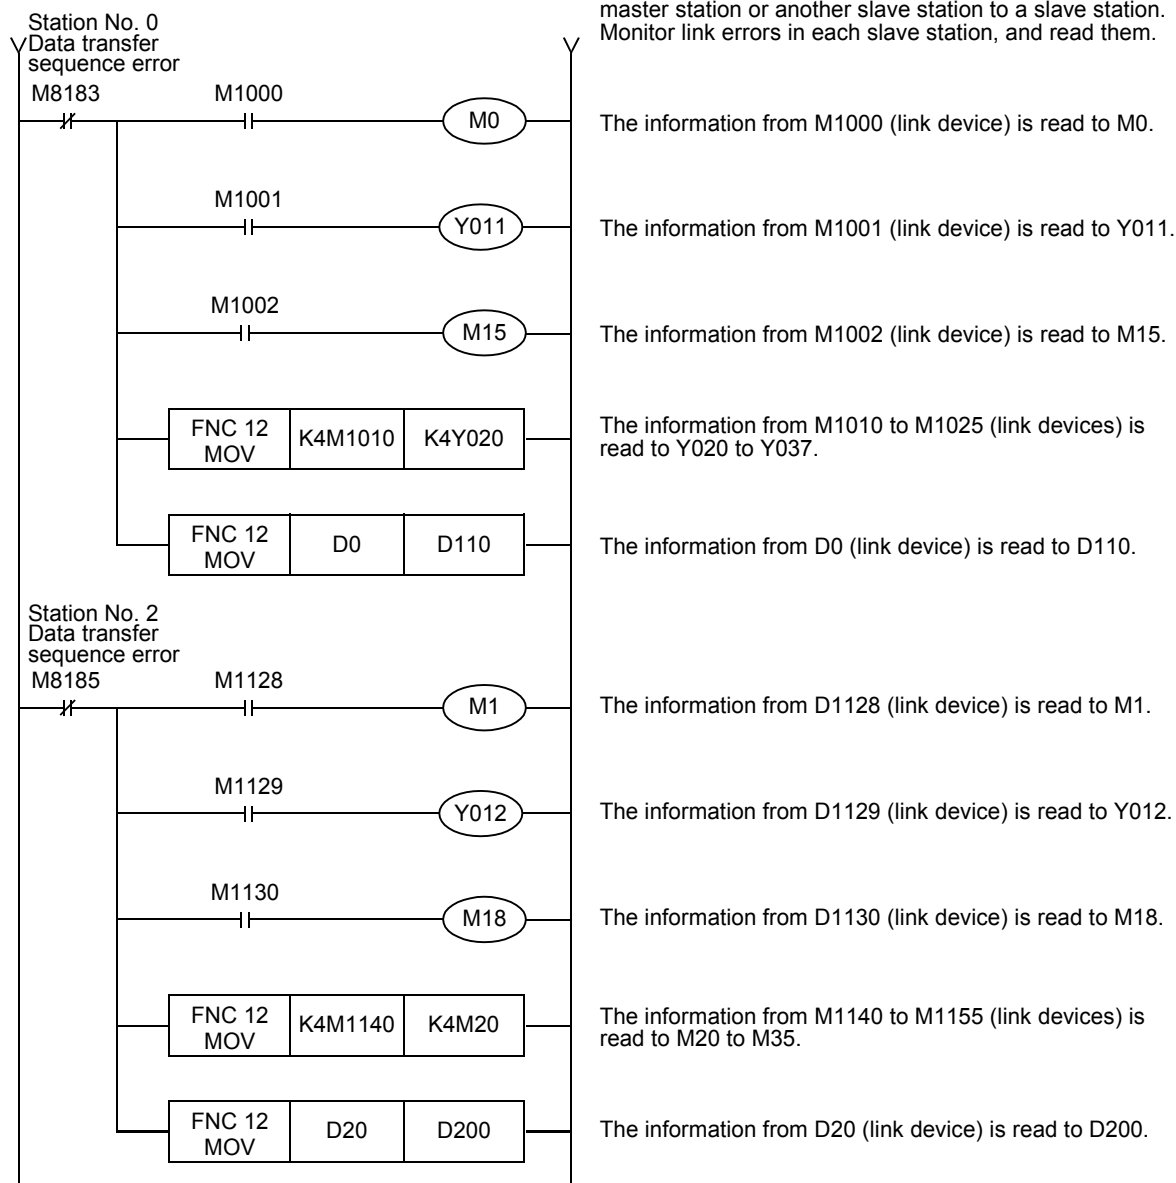 master station or another slave station to a slave station.
Monitor link errors in each slave station, and read them.
Station No. 0
Data transfer
sequence error
M8183
M1000
M0
The information from M1000 (link device) is read to M0.
M1001
Y011
The information from M1001 (link device) is read to Y011.
M1002
M15
The information from M1002 (link device) is read to M15.
FNC 12
MOV
K4M1010
K4Y020
The information from M1010 to M1025 (link devices) is
read to Y020 to Y037.
FNC 12
MOV
D0
D110
The information from D0 (link device) is read to D110.
Station No. 2
Data transfer
sequence error
M8185
M1128
M1
The information from D1128 (link device) is read to M1.
M1129
Y012
The information from D1129 (link device) is read to Y012.
M1130
M18
The information from D1130 (link device) is read to M18.
FNC 12
MOV
K4M1140
K4M20
The information from M1140 to M1155 (link devices) is
read to M20 to M35.
FNC 12
MOV
D20
D200
The information from D20 (link device) is read to D200.